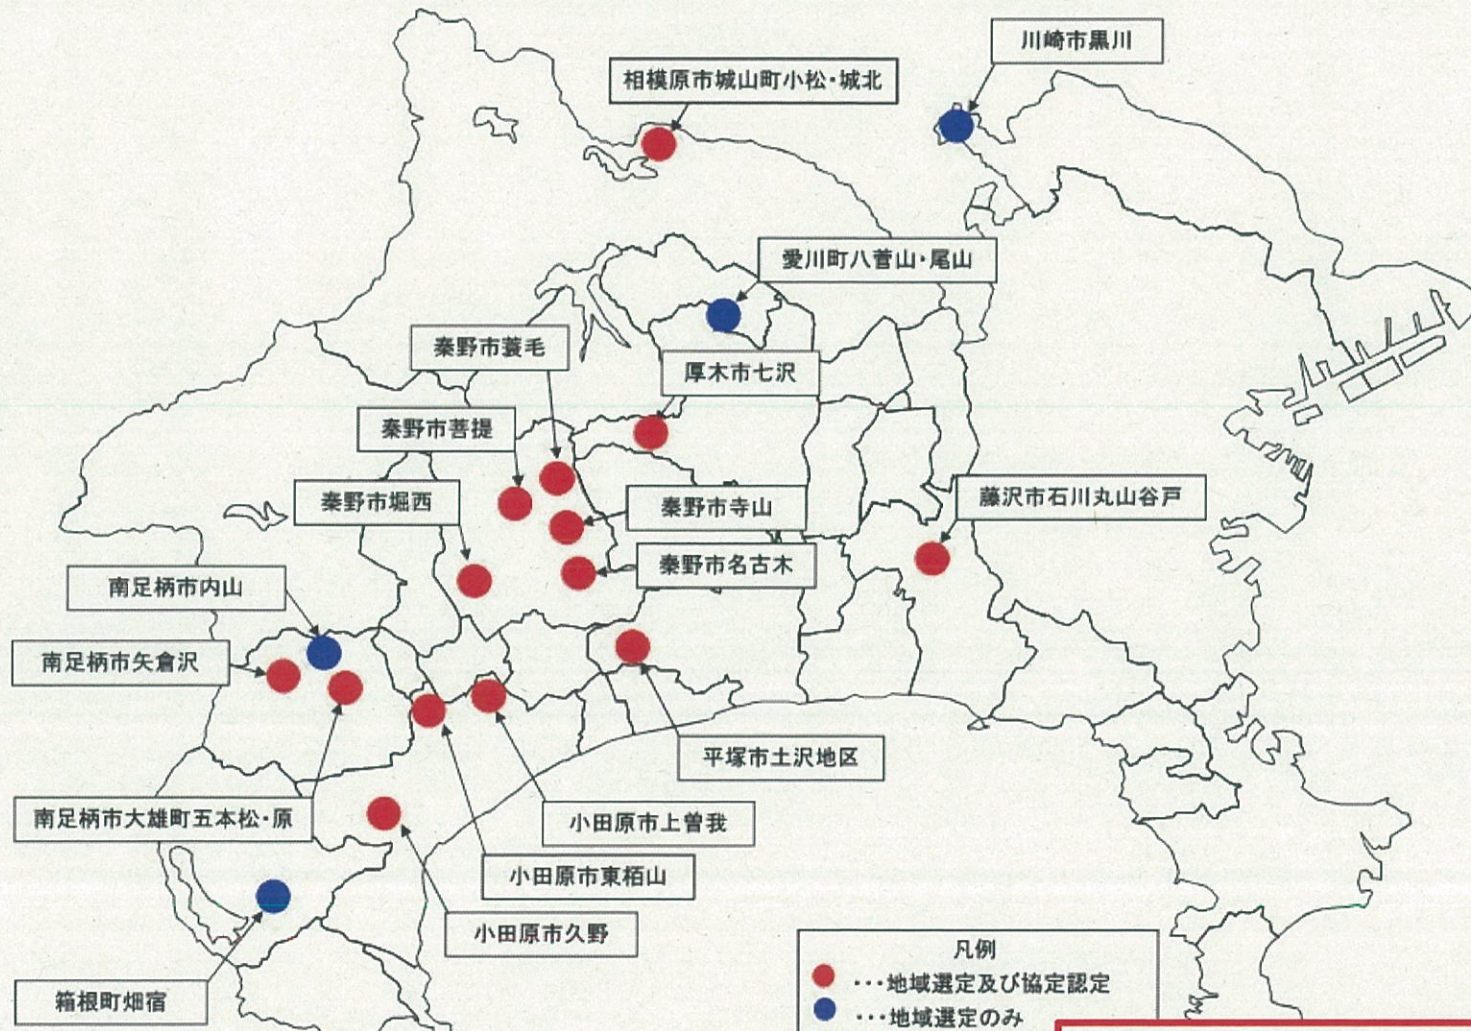 川崎市黒川
相模原市城山町小松・城北
愛川町八菅山・尾山
秦野市蓑毛
厚木市七沢
秦野市菩提
秦野市堀西
秦野市寺山
藤沢市石川丸山谷戸
秦野市名古木
南足柄市内山
南足柄市矢倉沢
平塚市土沢地区
南足柄市大雄町五本松・原
小田原市上曽我
小田原市東栢山
小田原市久野
箱根町畑宿
凡例
・・・地域選定及び協定認定
・・・地域選定のみ